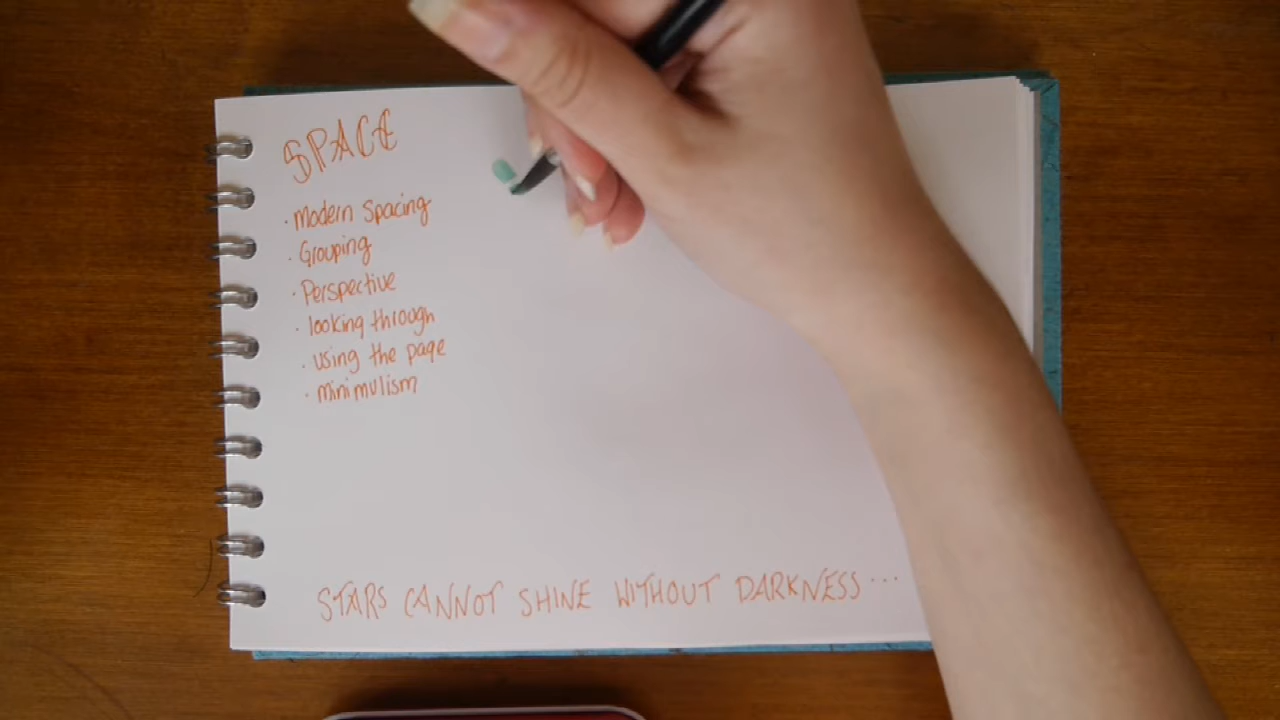 SPACE
· Modern Spacing
· Grouping
· Perspective
· looking through
· using the page
· minimulism
STARS CANNOT SHINE WITHOUT DARKNESS...